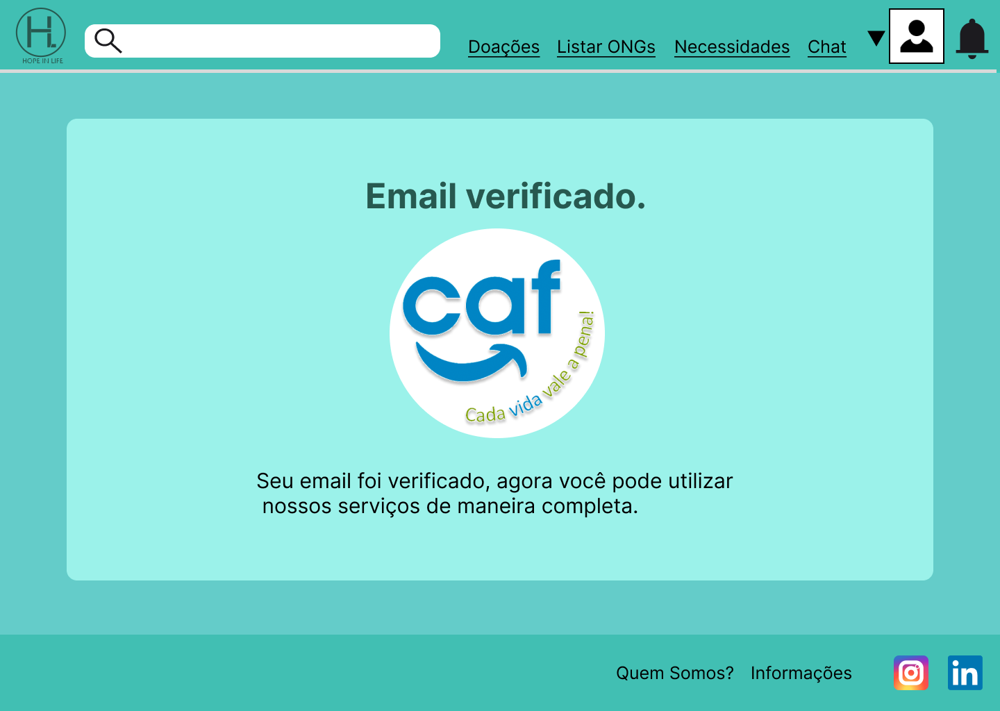 HL
HOPE IN LIFE
Doações Listar ONGs Necessidades Chat
Email verificado.
caf
Cada vida vale a pena!
Seu email foi verificado, agora você pode utilizar
nossos serviços de maneira completa.
Quem Somos? Informações
in